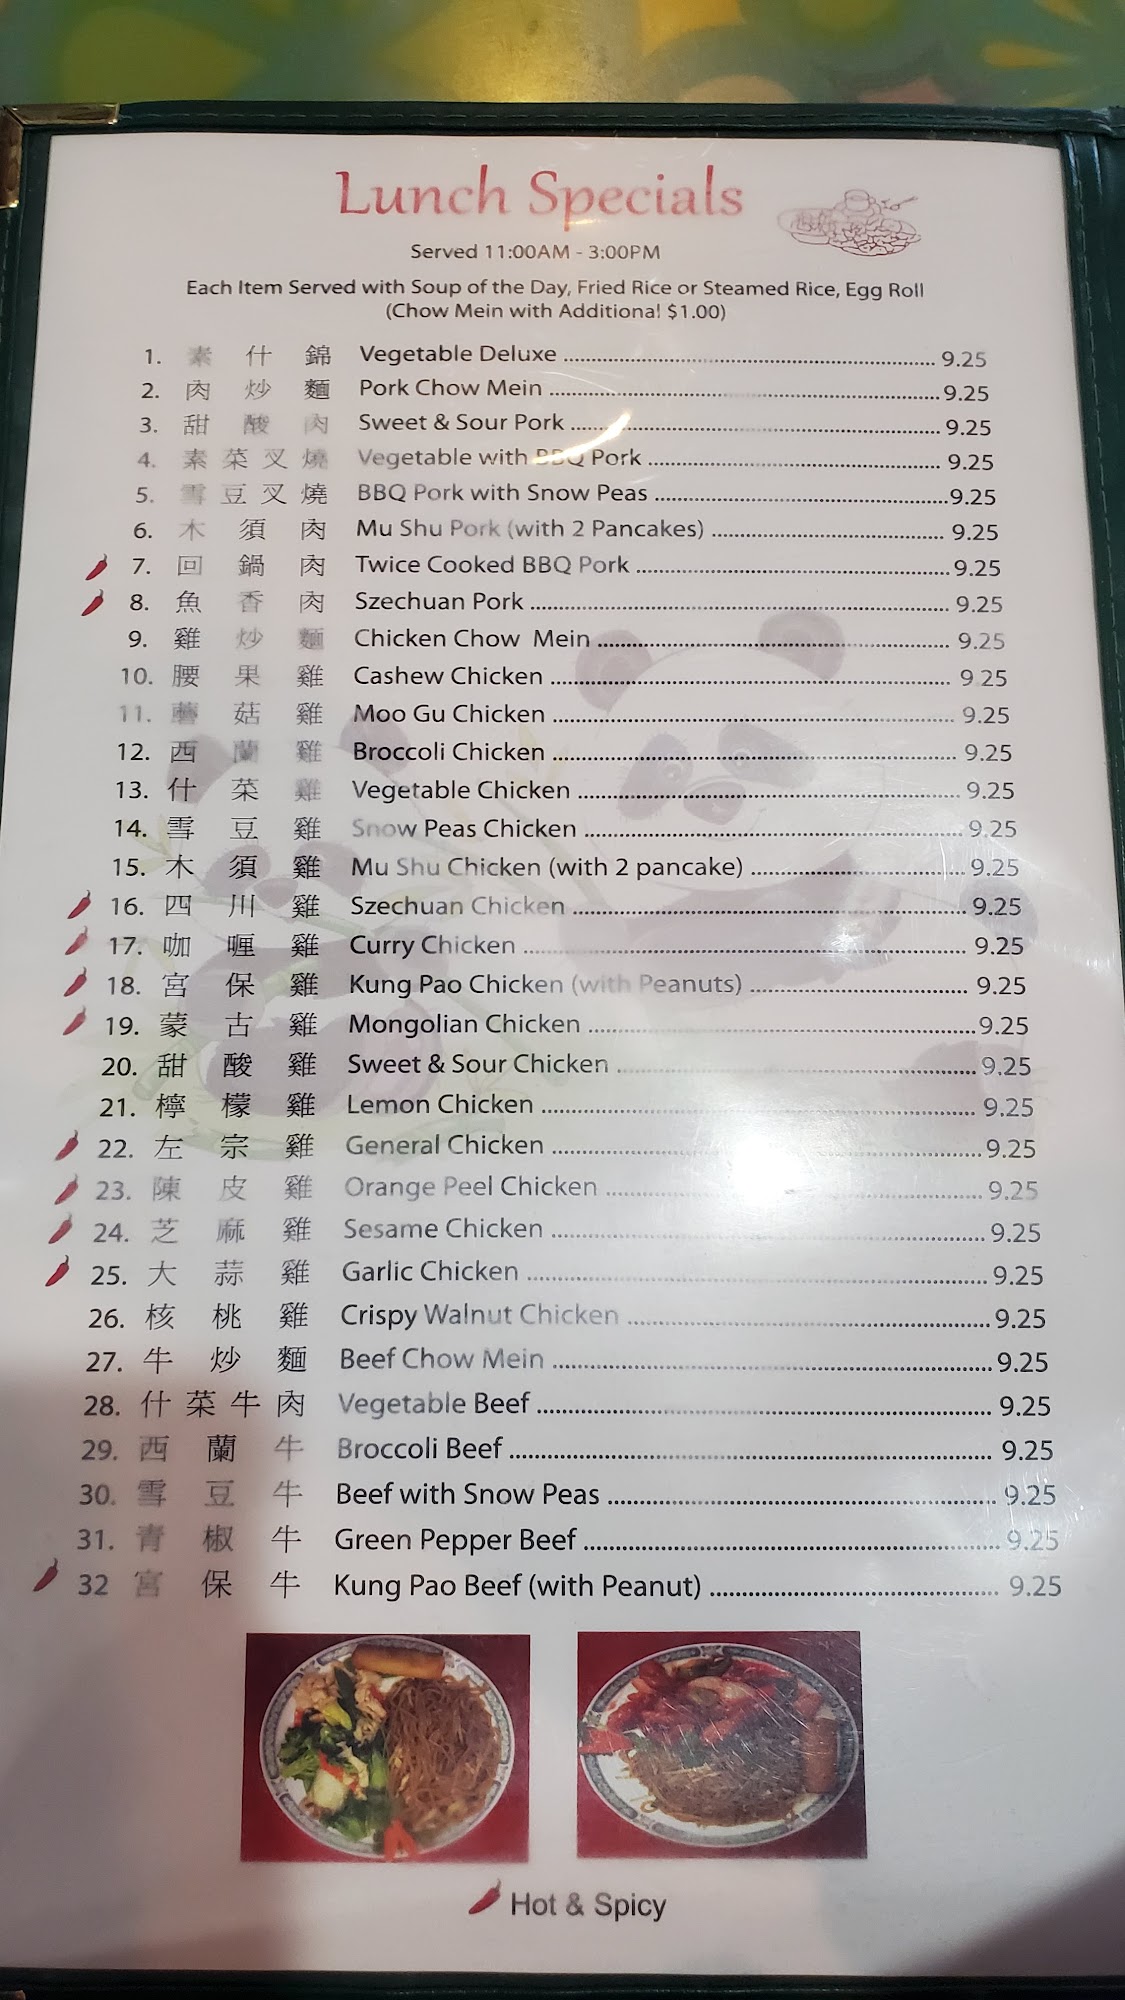 Lunch Specials
Served 11:00AM - 3:00PM
Each Item Served with Soup of the Day, Fried Rice or Steamed Rice, Egg Roll
(Chow Mein with Additional $1.00)
1. 素 什 錦 Vegetable Deluxe 9.25
2. 肉 炒 麵 Pork Chow Mein 9.25
3. 甜 酸 肉 Sweet & Sour Pork 9.25
4. 素 菜 叉 燒 Vegetable with BBQ Pork 9.25
5. 雪 豆 叉 燒 BBQ Pork with Snow Peas 9.25
6. 木 須 肉 Mu Shu Pork (with 2 Pancakes) 9.25
7. 回 鍋 肉 Twice Cooked BBQ Pork 9.25
8. 魚 香 肉 Szechuan Pork 9.25
9. 雞 炒 麵 Chicken Chow Mein 9.25
10. 腰 果 雞 Cashew Chicken 9.25
11. 蘑 菇 雞 Moo Gu Chicken 9.25
12. 西 蘭 雞 Broccoli Chicken 9.25
13. 什 菜 雞 Vegetable Chicken 9.25
14. 雪 豆 雞 Snow Peas Chicken 9.25
15. 木 須 雞 Mu Shu Chicken (with 2 pancake) 9.25
16. 四 川 雞 Szechuan Chicken 9.25
17. 咖 喱 雞 Curry Chicken 9.25
18. 宮 保 雞 Kung Pao Chicken (with Peanuts) 9.25
19. 蒙 古 雞 Mongolian Chicken 9.25
20. 甜 酸 雞 Sweet & Sour Chicken 9.25
21. 檸 檬 雞 Lemon Chicken 9.25
22. 左 宗 雞 General Chicken 9.25
23. 陳 皮 雞 Orange Peel Chicken 9.25
24. 芝 麻 雞 Sesame Chicken 9.25
25. 大 蒜 雞 Garlic Chicken 9.25
26. 核 桃 雞 Crispy Walnut Chicken 9.25
27. 牛 炒 麵 Beef Chow Mein 9.25
28. 什 菜 牛 肉 Vegetable Beef 9.25
29. 西 蘭 牛 Broccoli Beef 9.25
30. 雪 豆 牛 Beef with Snow Peas 9.25
31. 青 椒 牛 Green Pepper Beef 9.25
32 宮 保 牛 Kung Pao Beef (with Peanut) 9.25
Hot & Spicy